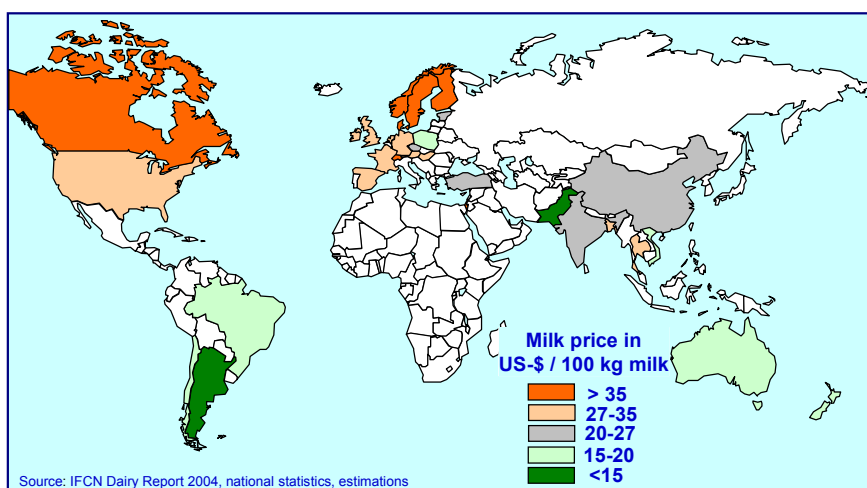 Milk price in
US-$ / 100 kg milk
> 35
27-35
20-27
15-20
<15
Source: IFCN Dairy Report 2004, national statistics, estimations